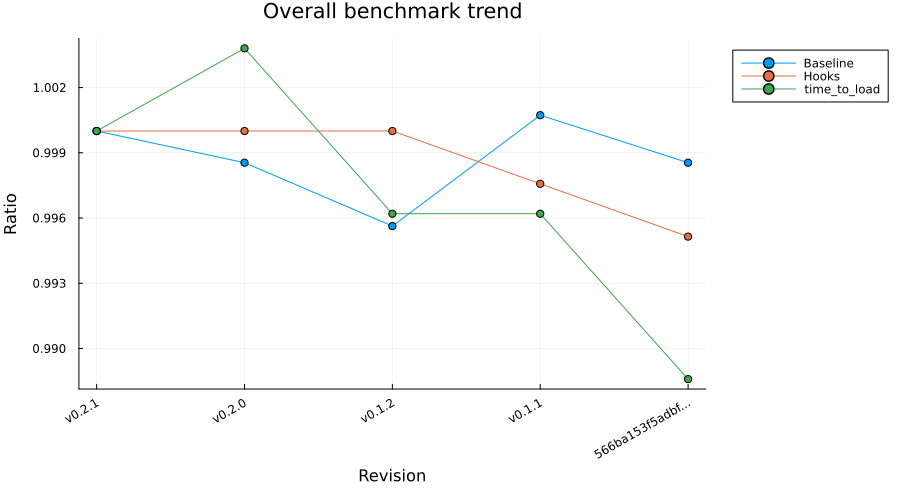 Overall benchmark trend
Baseline
Hooks
time_to_load
Ratio
1.002
0.999
0.996
0.993
0.990
v0.2.1
v0.2.0
v0.1.2
v0.1.1
566ba153f5adbf...
Revision